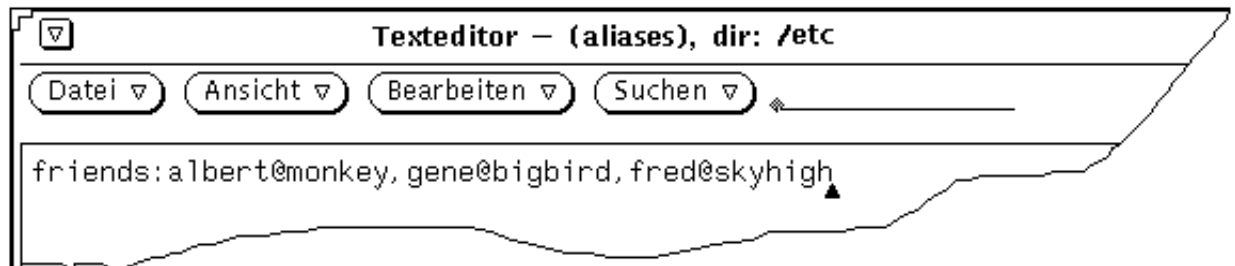 Texteditor — (aliases), dir: /etc
Datei Ansicht Bearbeiten Suchen
friends:albert@monkey,gene@bigbird,fred@skyhigh